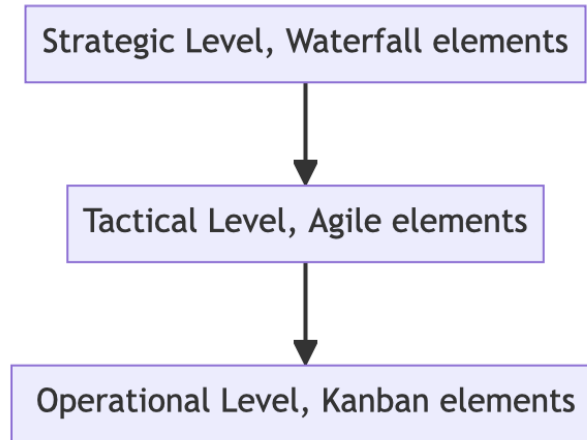 Strategic Level, Waterfall elements
Tactical Level, Agile elements
Operational Level, Kanban elements